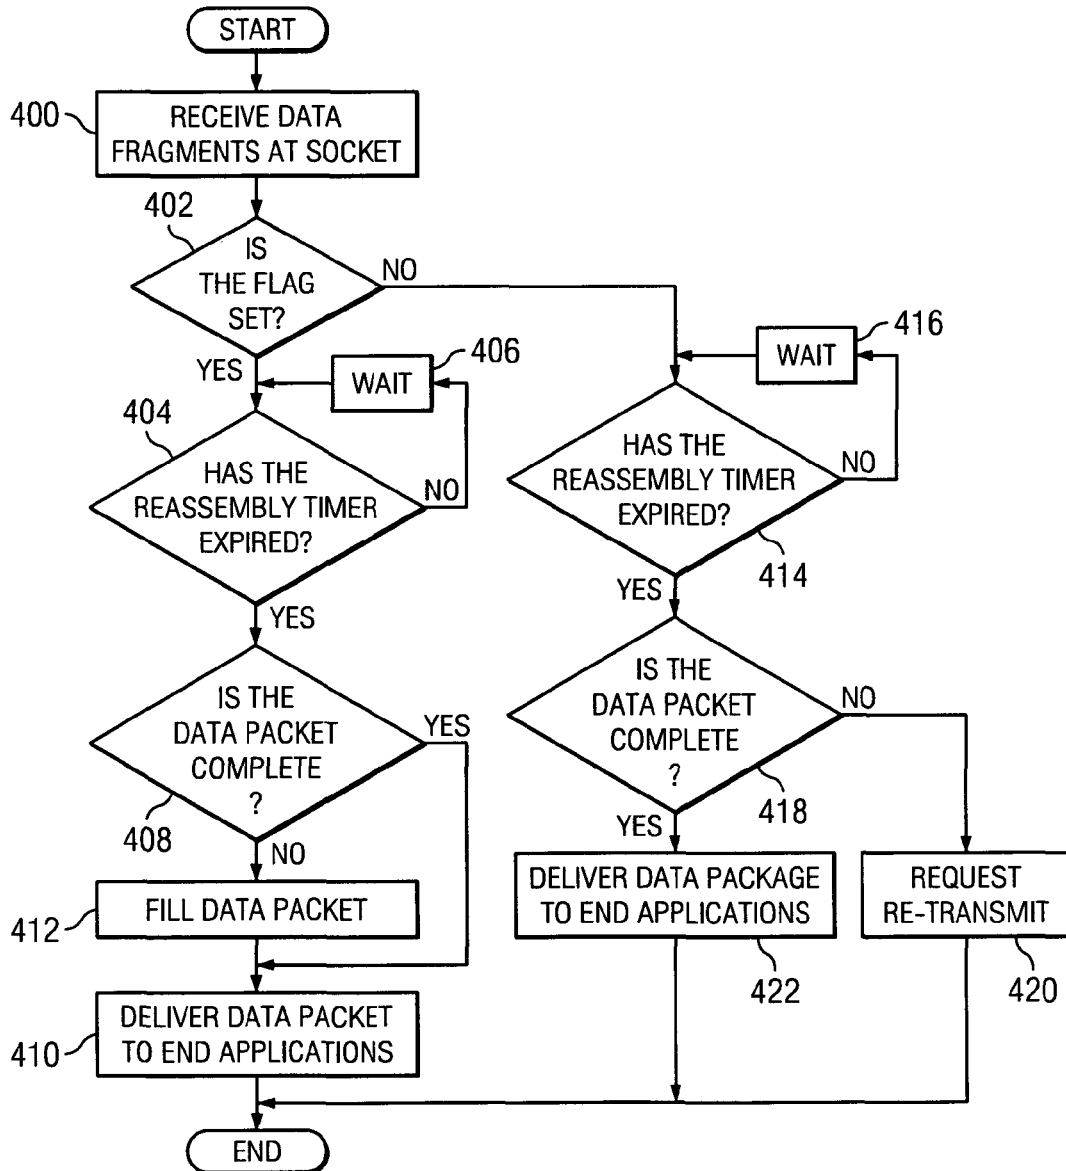 START
400
RECEIVE DATA
FRAGMENTS AT SOCKET
402
IS
THE FLAG
SET?
NO
YES
406
WAIT
416
WAIT
404
HAS THE
REASSEMBLY TIMER
EXPIRED?
NO
HAS THE
REASSEMBLY TIMER
EXPIRED?
NO
414
YES
YES
IS THE
DATA PACKET
COMPLETE
?
YES
408
NO
IS THE
DATA PACKET
COMPLETE
?
NO
418
YES
412
FILL DATA PACKET
DELIVER DATA PACKAGE
TO END APPLICATIONS
422
REQUEST
RE-TRANSMIT
420
410
DELIVER DATA PACKET
TO END APPLICATIONS
END